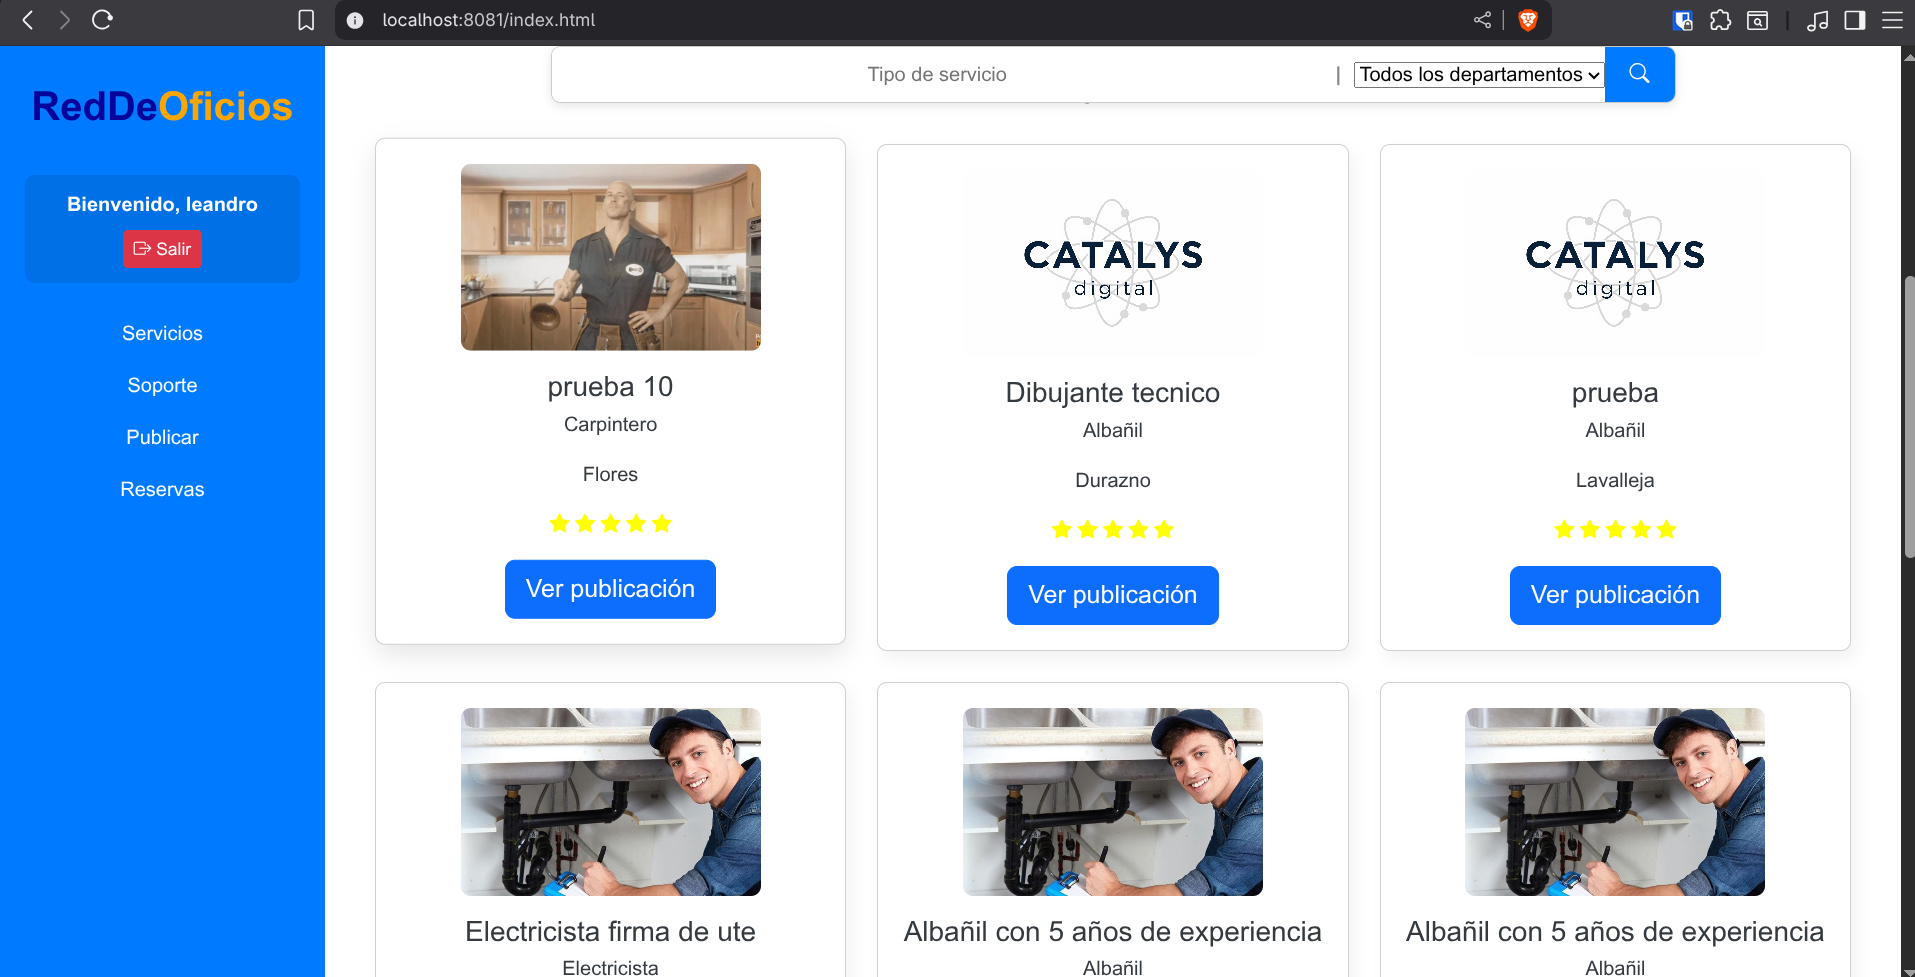 localhost:8081/index.html
RedDeOficios
Bienvenido, leandro
Salir
Servicios
Soporte
Publicar
Reservas
Tipo de servicio
|
Todos los departamentos
prueba 10
Carpintero
Flores
Ver publicación
CATALYS
digital
Dibujante tecnico
Albañil
Durazno
Ver publicación
CATALYS
digital
prueba
Albañil
Lavalleja
Ver publicación
Electricista firma de ute
Electricista
Albañil con 5 años de experiencia
Albañil
Albañil con 5 años de experiencia
Albañil